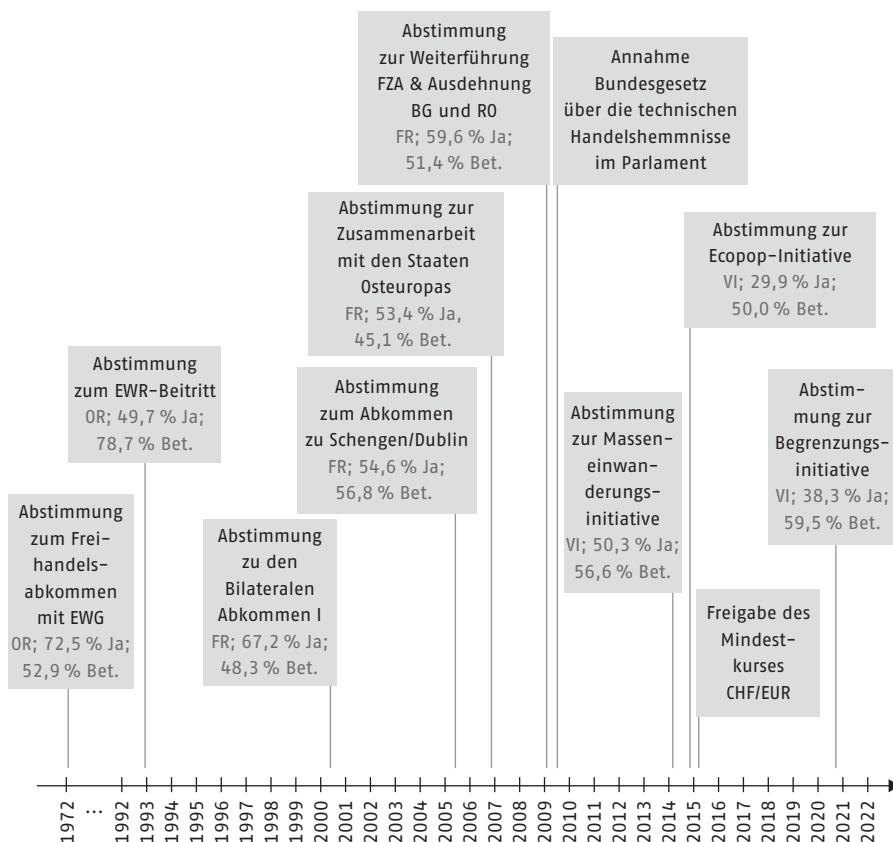 Abstimmung
zur Weiterführung
FZA & Ausdehnung
BG und RO
FR; 59,6 % Ja;
51,4 % Bet.
Annahme
Bundesgesetz
über die technischen
Handelshemmnisse
im Parlament
Abstimmung zur
Zusammenarbeit
mit den Staaten
Osteuropas
FR; 53,4 % Ja,
45,1 % Bet.
Abstimmung zur
Ecopop-Initiative
VI; 29,9 % Ja;
50,0 % Bet.
Abstimmung
zum EWR-Beitritt
OR; 49,7 % Ja;
78,7 % Bet.
Abstimmung
zum Abkommen
zu Schengen/Dublin
FR; 54,6 % Ja;
56,8 % Bet.
Abstimmung
zur Massen-
einwan-
derungs-
initiative
VI; 50,3 % Ja;
56,6 % Bet.
Abstim-
mung zur
Begrenzungs-
initiative
VI; 38,3 % Ja;
59,5 % Bet.
Abstimmung
zum Frei-
handels-
abkommen
mit EWG
OR; 72,5 % Ja;
52,9 % Bet.
Abstimmung
zu den
Bilateralen
Abkommen I
FR; 67,2 % Ja;
48,3 % Bet.
Freigabe des
Mindest-
kurses
CHF/EUR
1972
...
1992
1993
1994
1995
1996
1997
1998
1999
2000
2001
2002
2003
2004
2005
2006
2007
2008
2009
2010
2011
2012
2013
2014
2015
2016
2017
2018
2019
2020
2021
2022